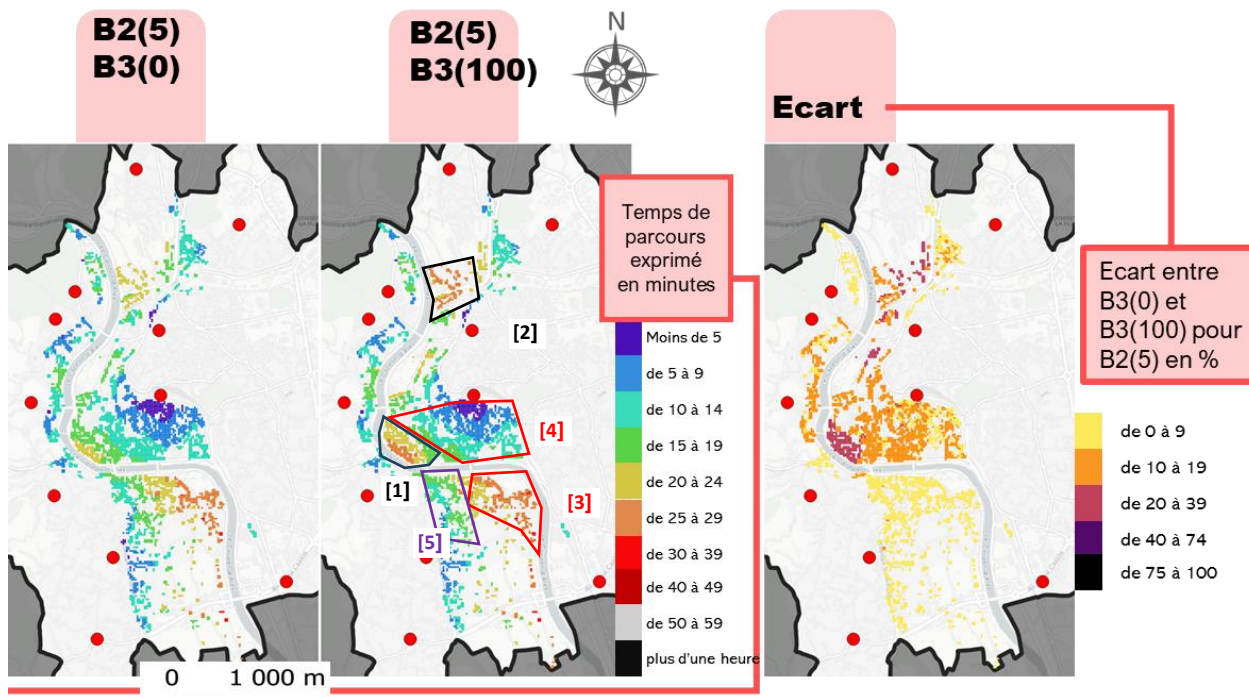 B2(5)
B3(0)
B2(5)
B3(100)
N
Ecart
Temps de
parcours
exprimé
en minutes
Ecart entre
B3(0) et
B3(100) pour
B2(5) en %
[2]
[4]
[1]
[3]
[5]
Moins de 5
de 5 à 9
de 10 à 14
de 15 à 19
de 20 à 24
de 25 à 29
de 30 à 39
de 40 à 49
de 50 à 59
plus d'une heure
de 0 à 9
de 10 à 19
de 20 à 39
de 40 à 74
de 75 à 100
0 1 000 m